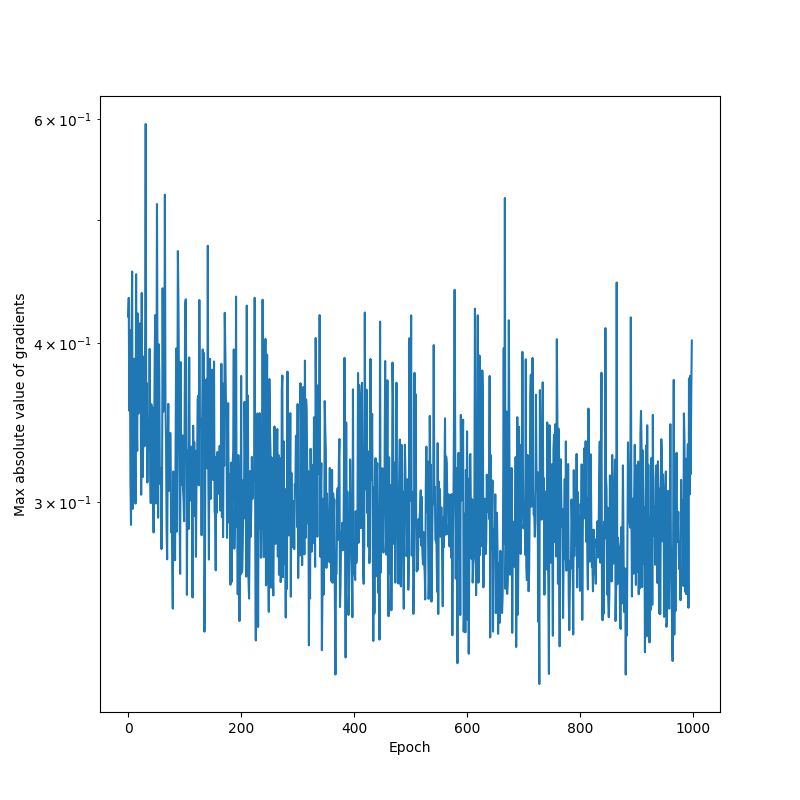 Max absolute value of gradients
6 × 10⁻¹
4 × 10⁻¹
3 × 10⁻¹
0 200 400 600 800 1000
Epoch